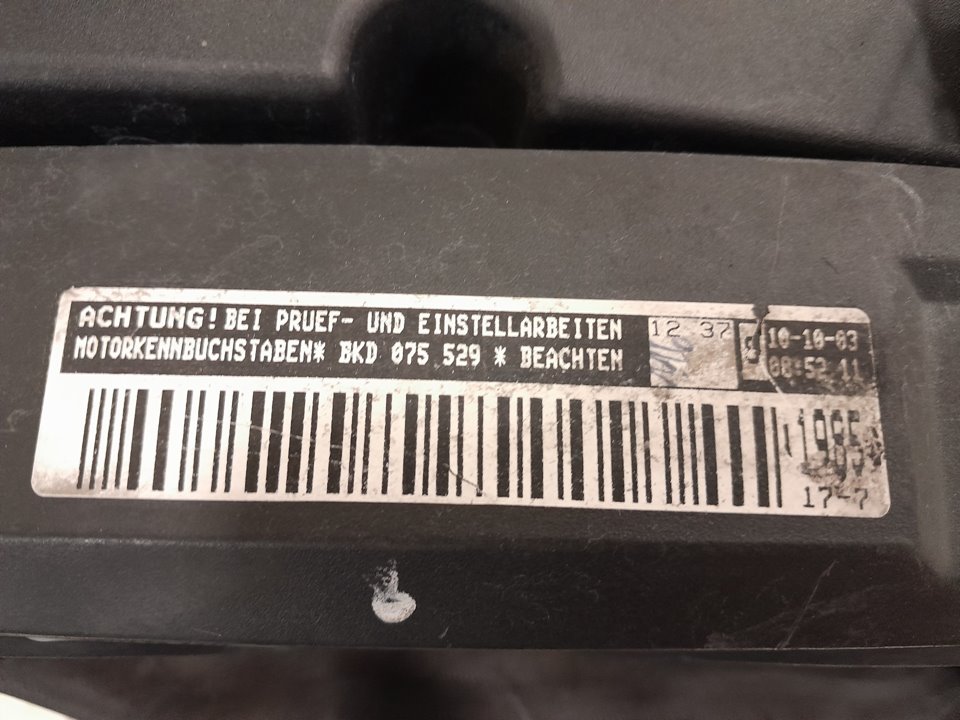 ACHTUNG! BEI PRUEF- UND EINSTELLARBEITEN
MOTORKENNBUCHSTABEN* BKD 075 529 * BEACHTEN
12 37
10-10-03
08:52 11
17-7